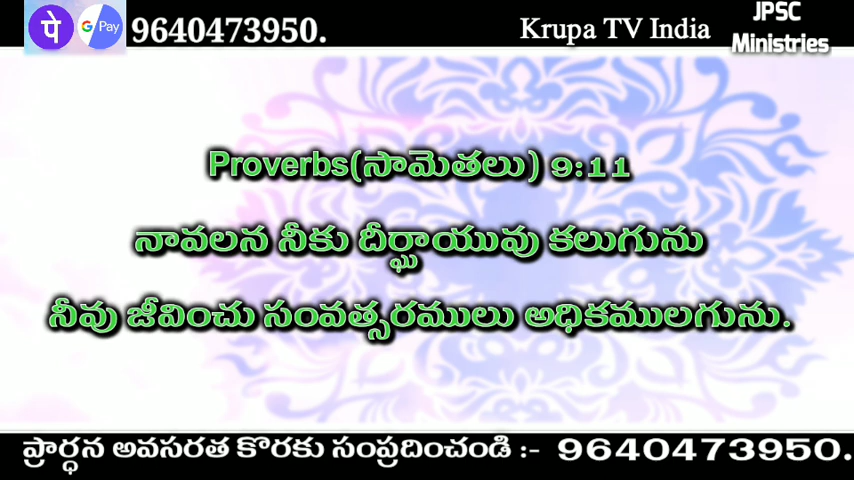 पे G Pay 9640473950.
Krupa TV India
JPSC
Ministries
Proverbs(సామెతలు) 9:11
నావలన నీకు దీర్ఘాయువు కలుగును
నీవు జీవించు సంవత్సరములు అధికములగును.
ప్రార్ధన అవసరత కొరకు సంప్రదించండి :- 9640473950.